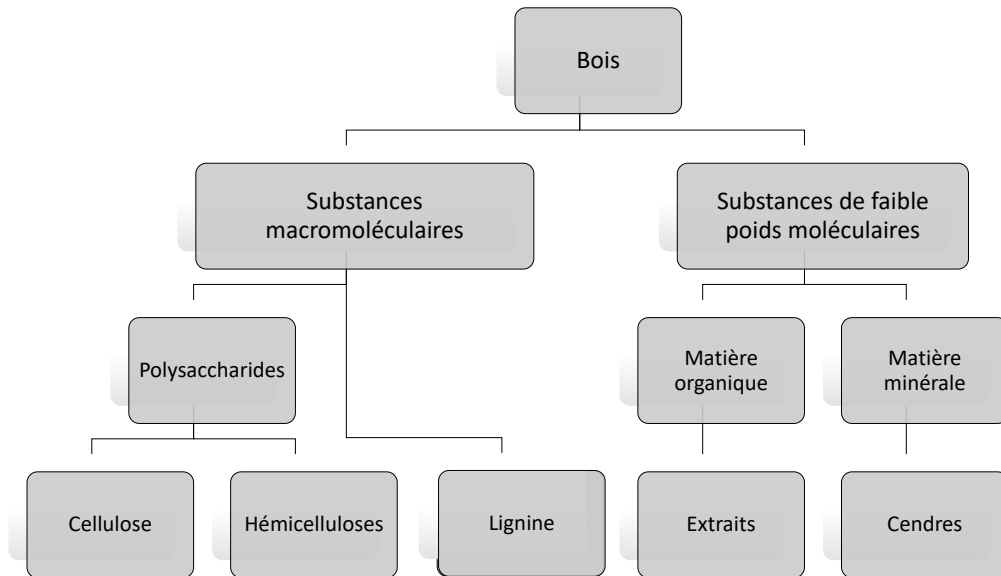 Bois
Substances
macromoléculaires
Substances de faible
poids moléculaires
Polysaccharides
Matière
organique
Matière
minérale
Cellulose
Hémicelluloses
Lignine
Extraits
Cendres